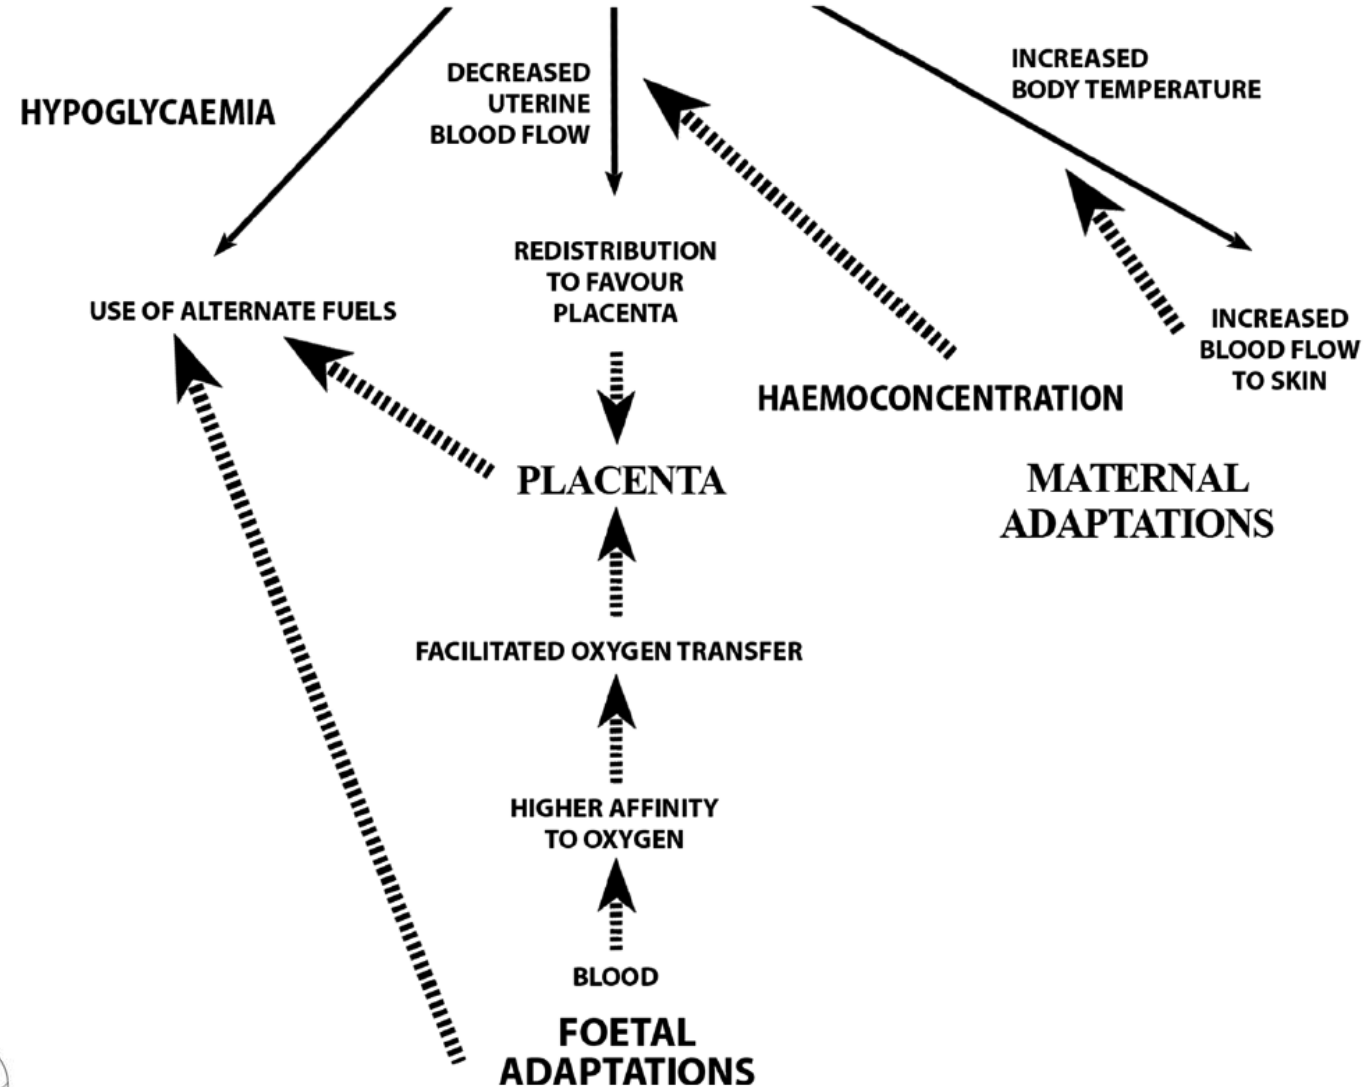 DECREASED
UTERINE
BLOOD FLOW
INCREASED
BODY TEMPERATURE
HYPOGLYCAEMIA
REDISTRIBUTION
TO FAVOUR
PLACENTA
USE OF ALTERNATE FUELS
INCREASED
BLOOD FLOW
TO SKIN
HAEMOCONCENTRATION
PLACENTA
MATERNAL
ADAPTATIONS
FACILITATED OXYGEN TRANSFER
HIGHER AFFINITY
TO OXYGEN
BLOOD
FOETAL
ADAPTATIONS